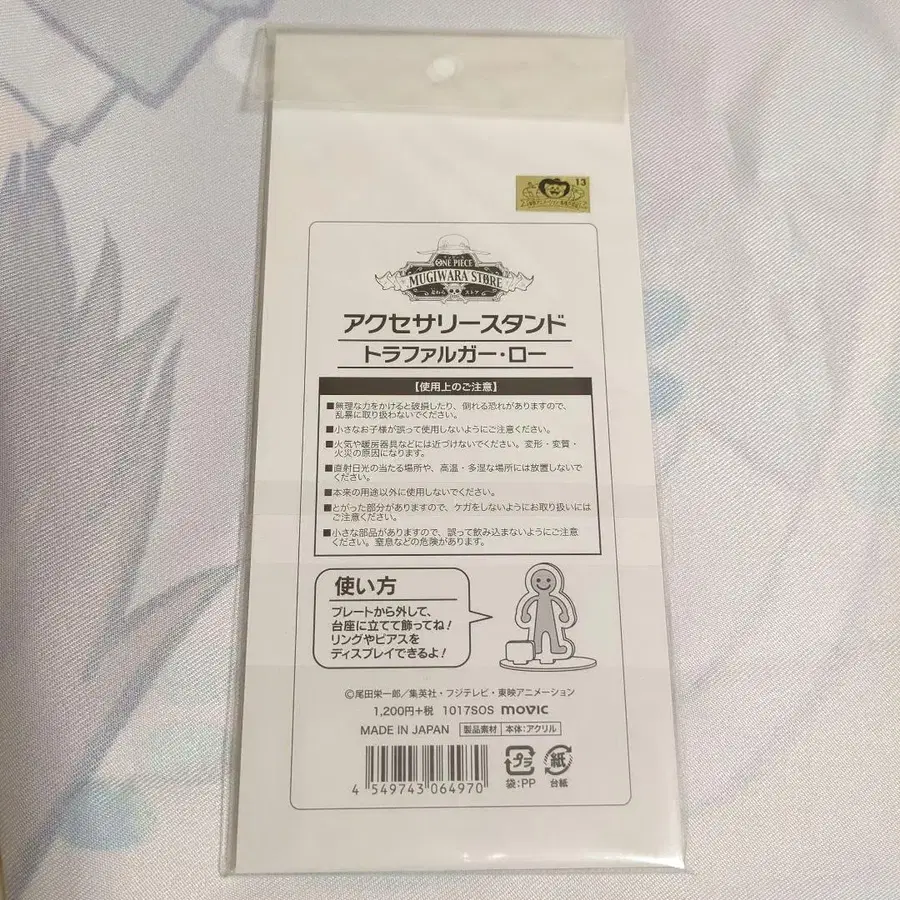 13
ONE PIECE
MUGIWARA STORE
麦わら ストア
アクセサリースタンド
トラファルガー・ロー
【使用上のご注意】
■無理な力をかけると破損したり、倒れる恐れがありますので、
乱暴に取り扱わないでください。
■小さなお子様が誤って使用しないようにご注意ください。
■火気や暖房器具などには近づけないでください。変形・変質・
火災の原因になります。
■直射日光の当たる場所や、高温・多湿な場所には放置しないで
ください。
■本来の用途以外に使用しないでください。
■とがった部分がありますので、ケガをしないようにお取り扱いには
ご注意ください。
■小さな部品がありますので、誤って飲み込まないようにご注意
ください。窒息などの危険があります。
使い方
プレートから外して、
台座に立てて飾ってね!
リングやピアスを
ディスプレイできるよ!
©尾田栄一郎/集英社・フジテレビ・東映アニメーション
1,200円+税 1017SOS movic
MADE IN JAPAN 製品素材 本体:アクリル
4 549743 064970
プラ 紙
袋:PP 台紙